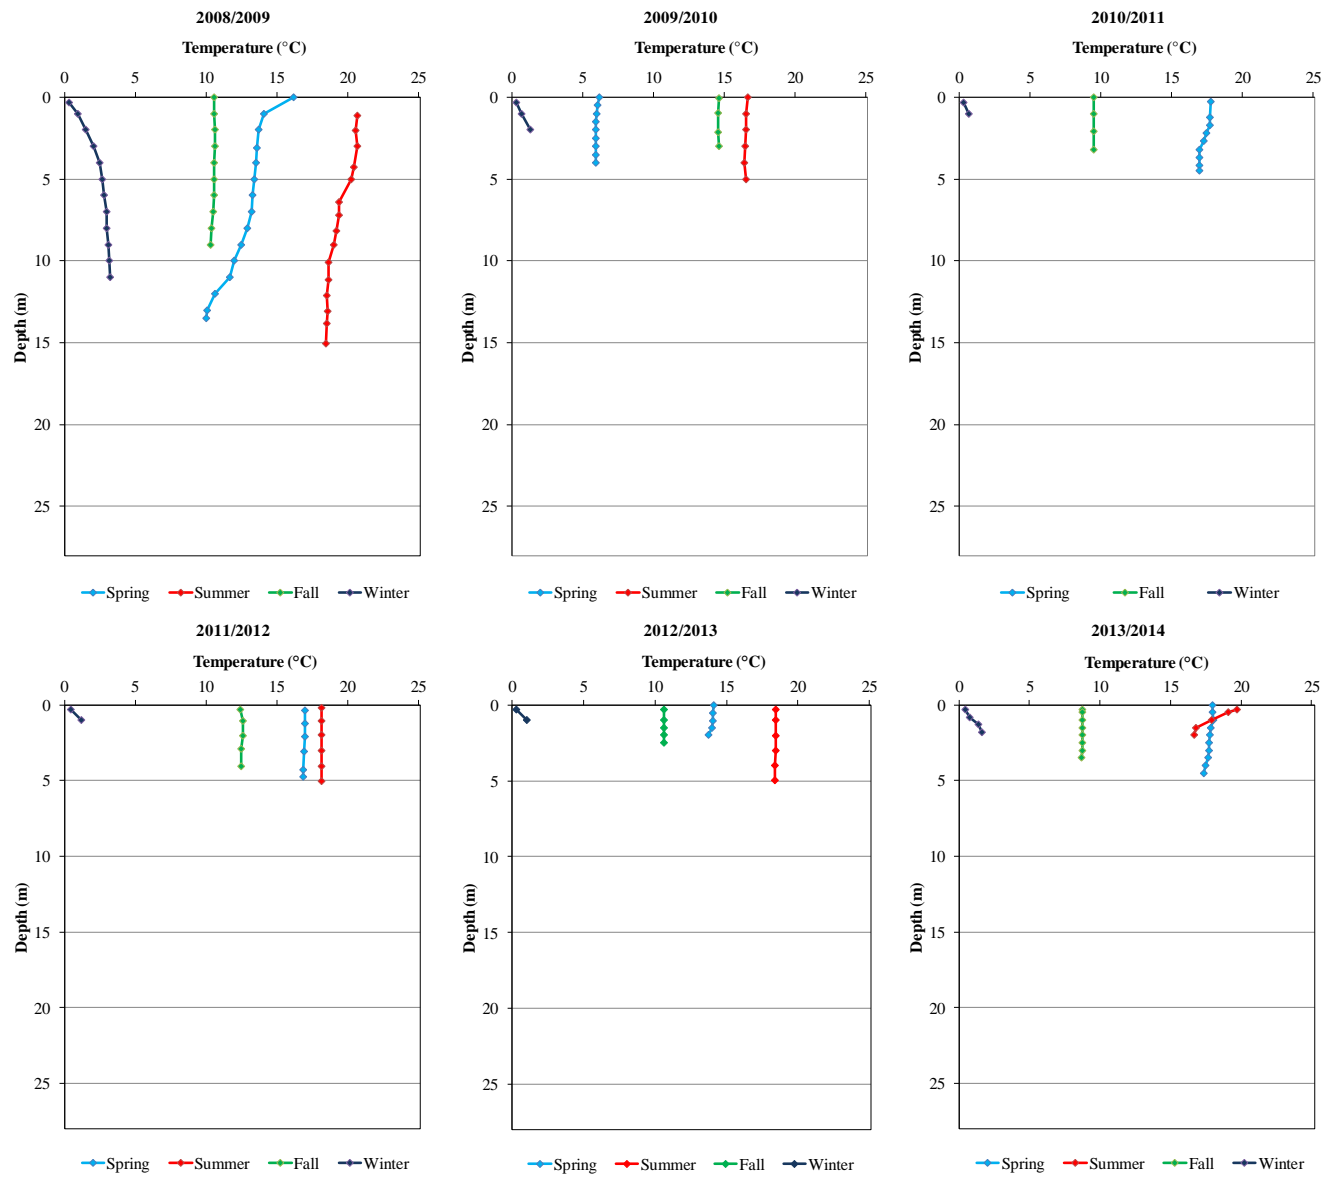 2008/2009
Temperature (°C)
0 5 10 15 20 25
0
5
10
15
20
25
Depth (m)
Spring Summer Fall Winter
2009/2010
Temperature (°C)
0 5 10 15 20 25
0
5
10
15
20
25
Depth (m)
Spring Summer Fall Winter
2010/2011
Temperature (°C)
0 5 10 15 20 25
0
5
10
15
20
25
Depth (m)
Spring Fall Winter
2011/2012
Temperature (°C)
0 5 10 15 20 25
0
5
10
15
20
25
Depth (m)
Spring Summer Fall Winter
2012/2013
Temperature (°C)
0 5 10 15 20 25
0
5
10
15
20
25
Depth (m)
Spring Summer Fall Winter
2013/2014
Temperature (°C)
0 5 10 15 20 25
0
5
10
15
20
25
Depth (m)
Spring Summer Fall Winter